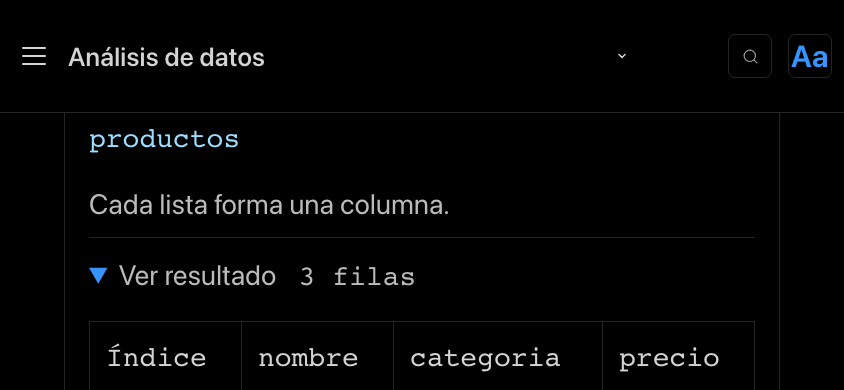 Análisis de datos
Aa
productos
Cada lista forma una columna.
Ver resultado 3 filas
Índice nombre categoria precio